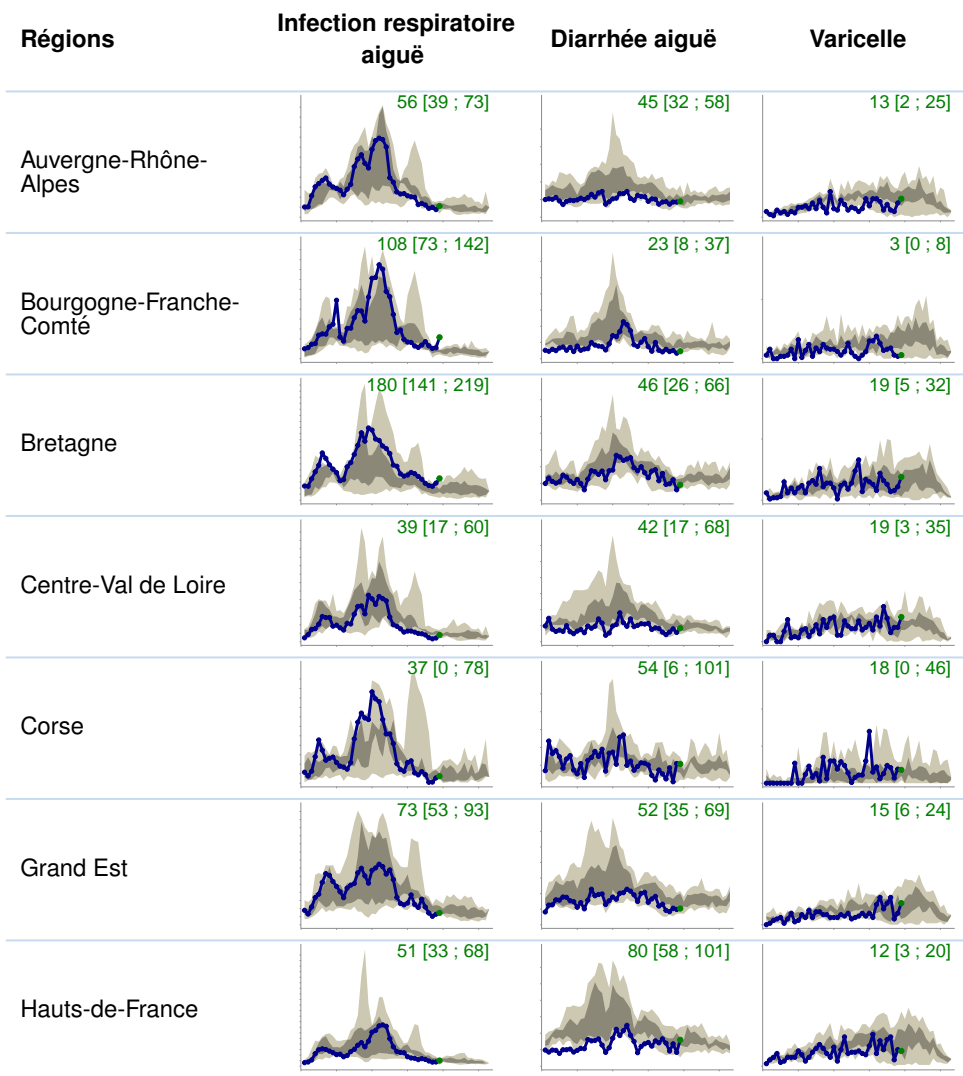 Régions
Infection respiratoire
aiguë
Diarrhée aiguë
Varicelle
Auvergne-Rhône-
Alpes
56 [39 ; 73]
45 [32 ; 58]
13 [2 ; 25]
Bourgogne-Franche-
Comté
108 [73 ; 142]
23 [8 ; 37]
3 [0 ; 8]
Bretagne
180 [141 ; 219]
46 [26 ; 66]
19 [5 ; 32]
Centre-Val de Loire
39 [17 ; 60]
42 [17 ; 68]
19 [3 ; 35]
Corse
37 [0 ; 78]
54 [6 ; 101]
18 [0 ; 46]
Grand Est
73 [53 ; 93]
52 [35 ; 69]
15 [6 ; 24]
Hauts-de-France
51 [33 ; 68]
80 [58 ; 101]
12 [3 ; 20]